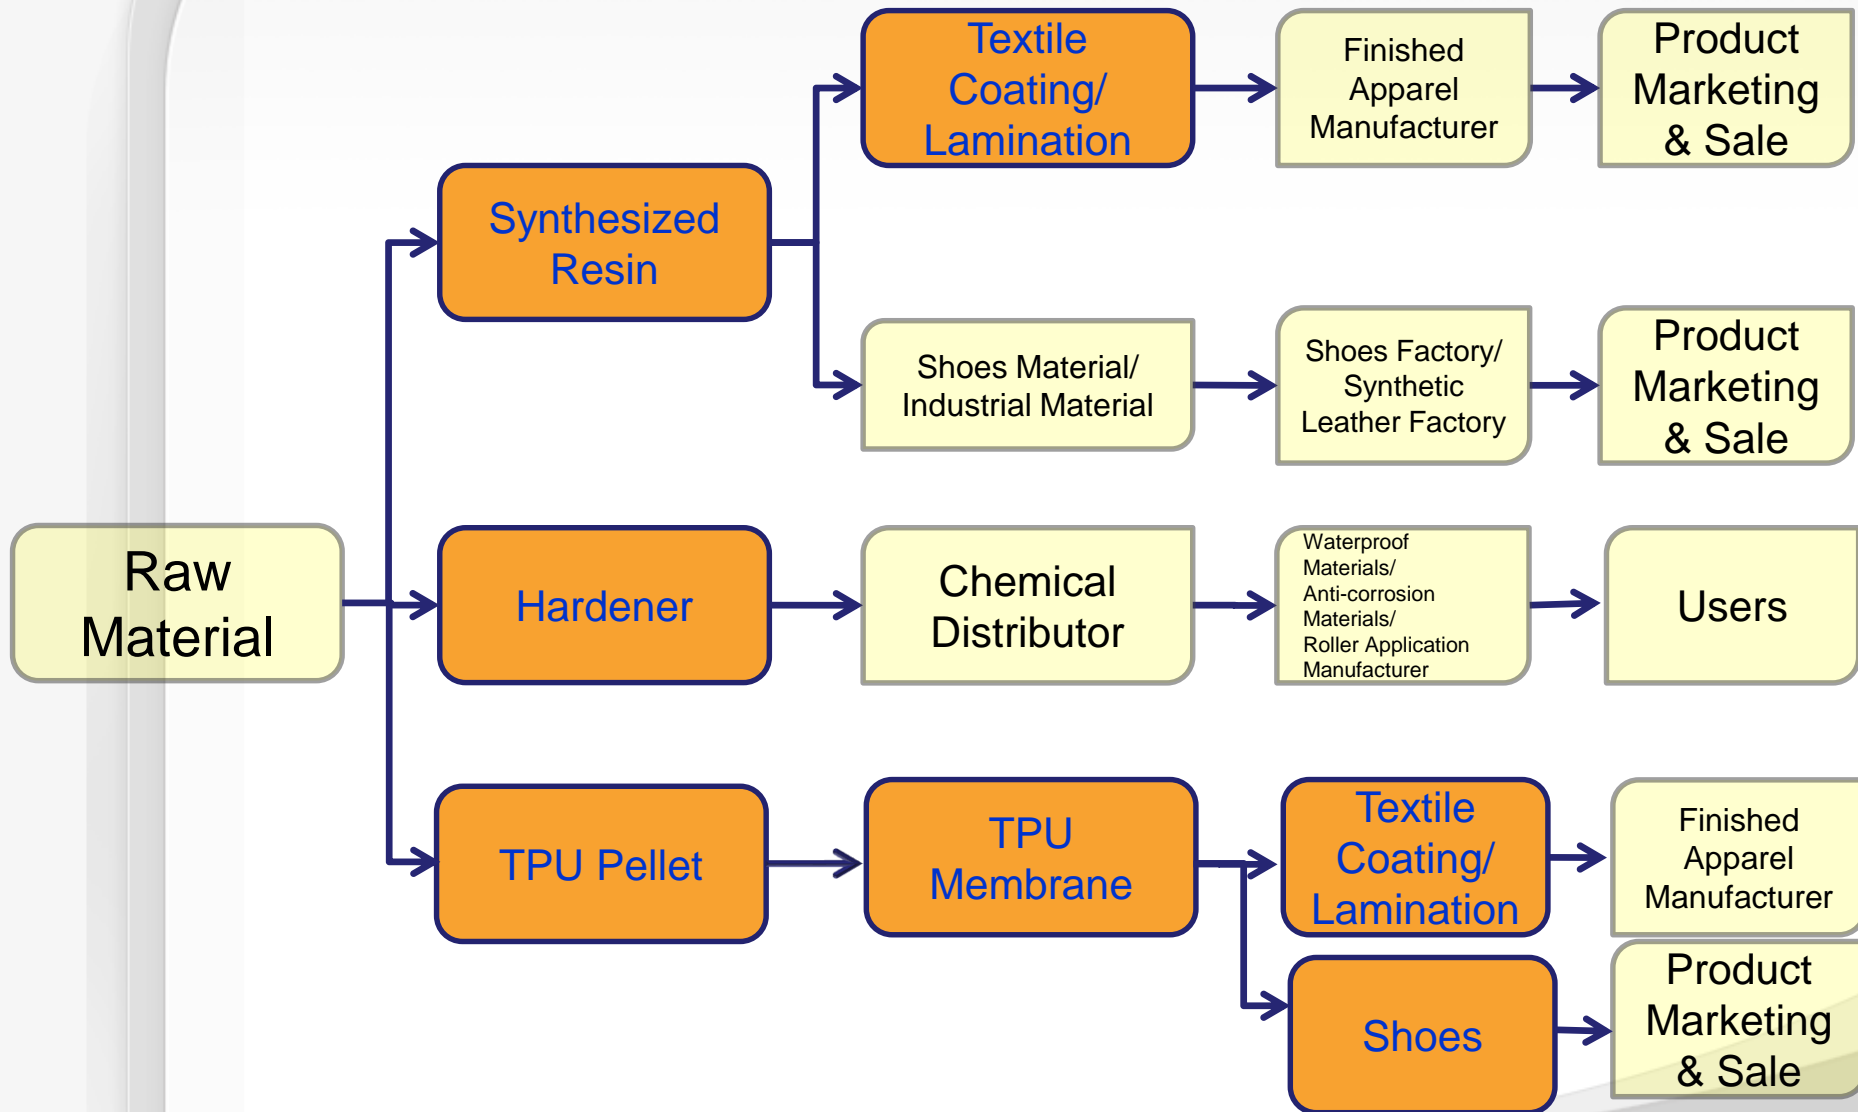 Textile
Coating/
Lamination
Finished
Apparel
Manufacturer
Product
Marketing
& Sale
Synthesized
Resin
Shoes Material/
Industrial Material
Shoes Factory/
Synthetic
Leather Factory
Product
Marketing
& Sale
Raw
Material
Hardener
Chemical
Distributor
Waterproof
Materials/
Anti-corrosion
Materials/
Roller Application
Manufacturer
Users
TPU Pellet
TPU
Membrane
Textile
Coating/
Lamination
Finished
Apparel
Manufacturer
Shoes
Product
Marketing
& Sale